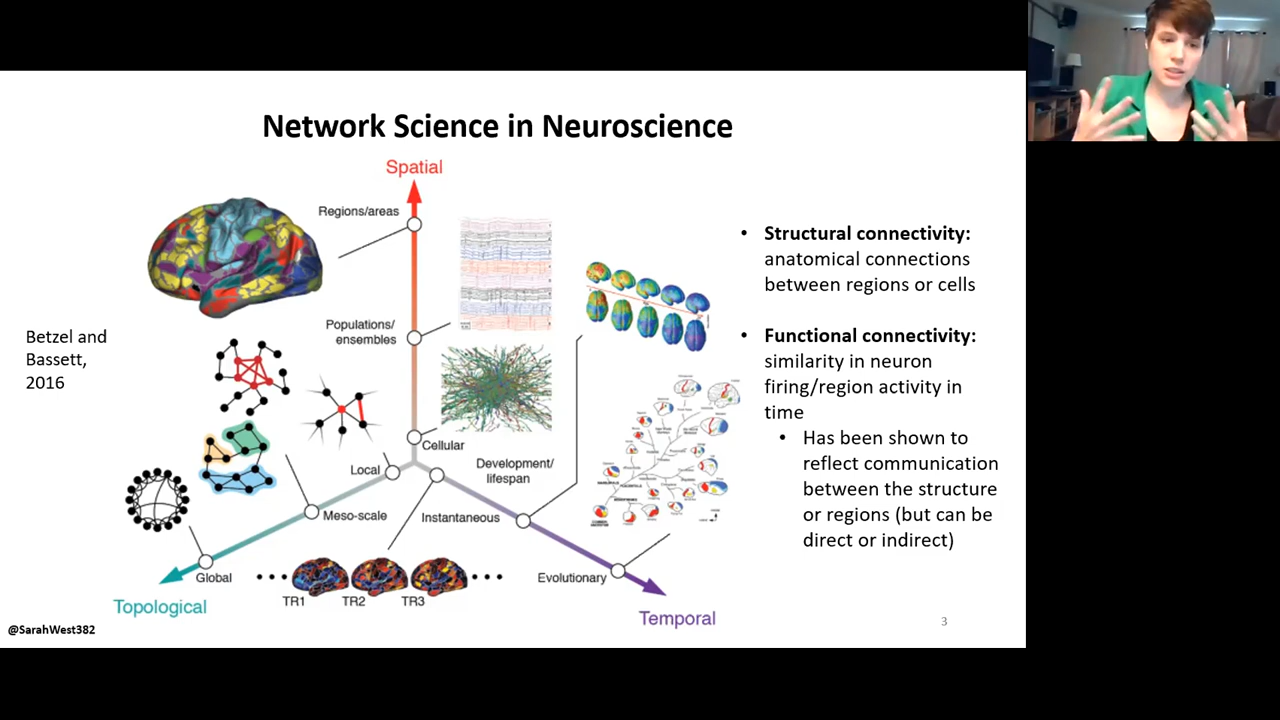 Network Science in Neuroscience
Spatial
Regions/areas
Populations/
ensembles
Cellular
Local
Meso-scale
Global
Topological
Instantaneous
Development/
lifespan
Evolutionary
Temporal
TR1
TR2
TR3
Betzel and
Bassett,
2016
• Structural connectivity:
anatomical connections
between regions or cells
• Functional connectivity:
similarity in neuron
firing/region activity in
time
• Has been shown to
reflect communication
between the structure
or regions (but can be
direct or indirect)
@SarahWest382
3